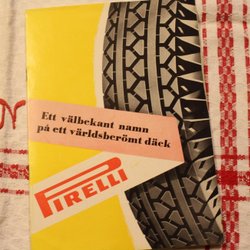 Ett välbekant namn
på ett världsberömt däck
PIRELLI